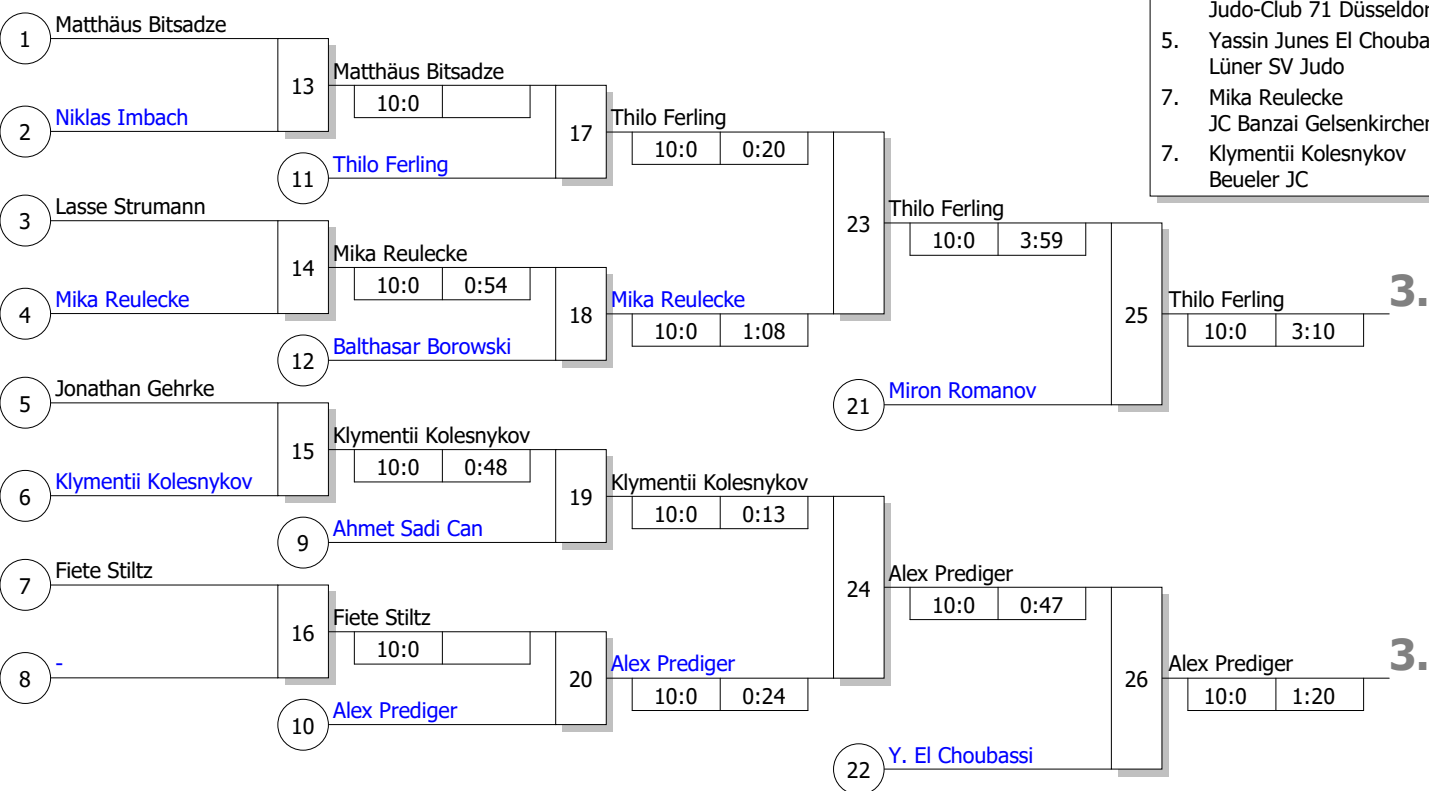 Judo-Club 71
5. Yassin Junes El
Lüner SV Judo
7. Mika Reulecke
JC Banzai
7. Klymentii Kolesnykov
Beueler JC
1 Matthäus Bitsadze
13
2 Niklas Imbach
Matthäus Bitsadze
10:0
17
11 Thilo Ferling
Thilo Ferling
10:0 0:20
3 Lasse Strumann
14
4 Mika Reulecke
Mika Reulecke
10:0 0:54
18
12 Balthasar Borowski
Mika Reulecke
10:0 1:08
23
Thilo Ferling
10:0 3:59
25
21 Miron Romanov
Thilo Ferling
10:0 3:10
3.
5 Jonathan Gehrke
15
6 Klymentii Kolesnykov
Klymentii Kolesnykov
10:0 0:48
19
9 Ahmet Sadi Can
Klymentii Kolesnykov
10:0 0:13
7 Fiete Stiltz
16
8 -
Fiete Stiltz
10:0
20
10 Alex Prediger
Alex Prediger
10:0 0:24
24
Alex Prediger
10:0 0:47
26
22 Y. El Choubassi
Alex Prediger
10:0 1:20
3.